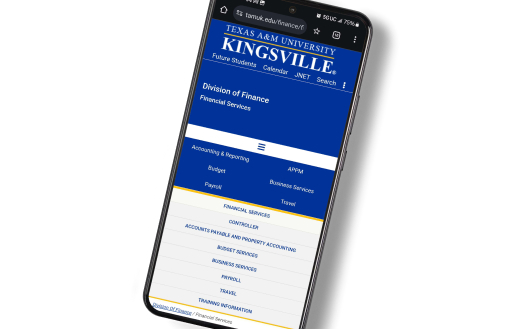 tamuk.edu/finance/f
5G UC 75%
TEXAS A&M UNIVERSITY
KINGSVILLE®
Future Students Calendar JNET Search
Division of Finance
Financial Services
Accounting & Reporting APPM
Budget Business Services
Payroll Travel
FINANCIAL SERVICES
CONTROLLER
ACCOUNTS PAYABLE AND PROPERTY ACCOUNTING
BUDGET SERVICES
BUSINESS SERVICES
PAYROLL
TRAVEL
TRAINING INFORMATION
Division Of Finance / Financial Services